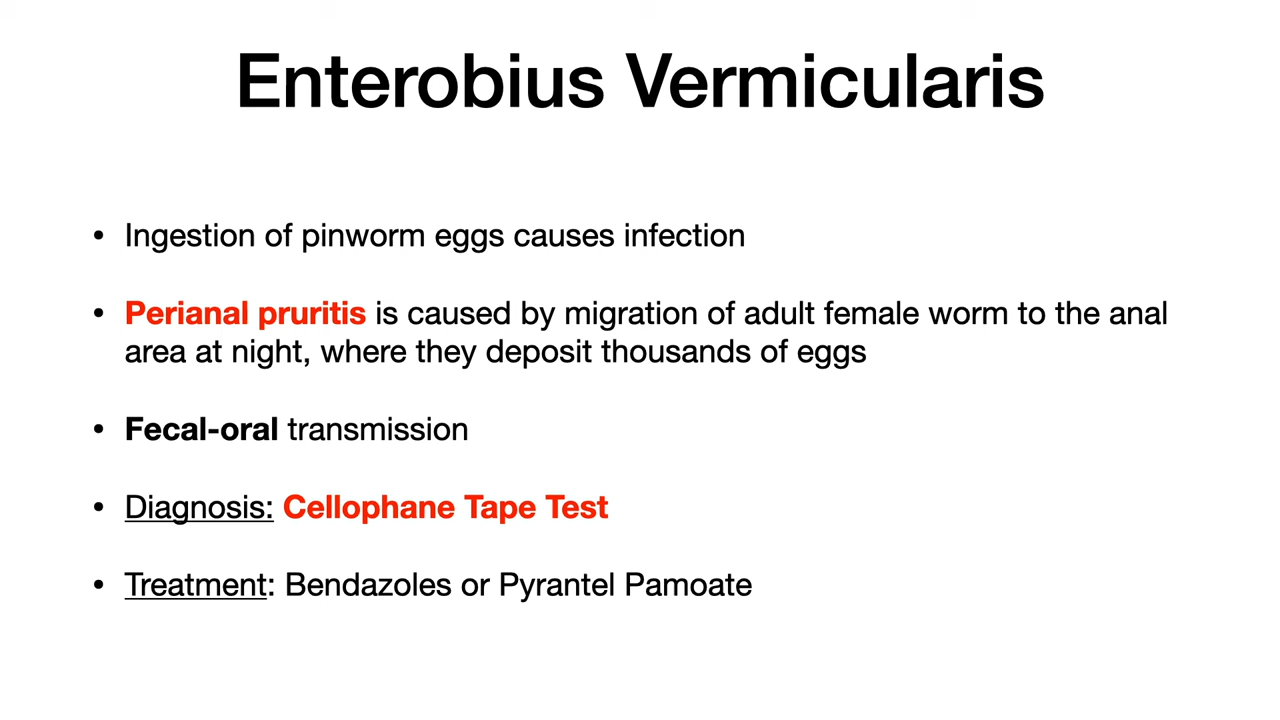 Enterobius Vermicularis
• Ingestion of pinworm eggs causes infection
• Perianal pruritis is caused by migration of adult female worm to the anal
area at night, where they deposit thousands of eggs
• Fecal-oral transmission
• Diagnosis: Cellophane Tape Test
• Treatment: Bendazoles or Pyrantel Pamoate